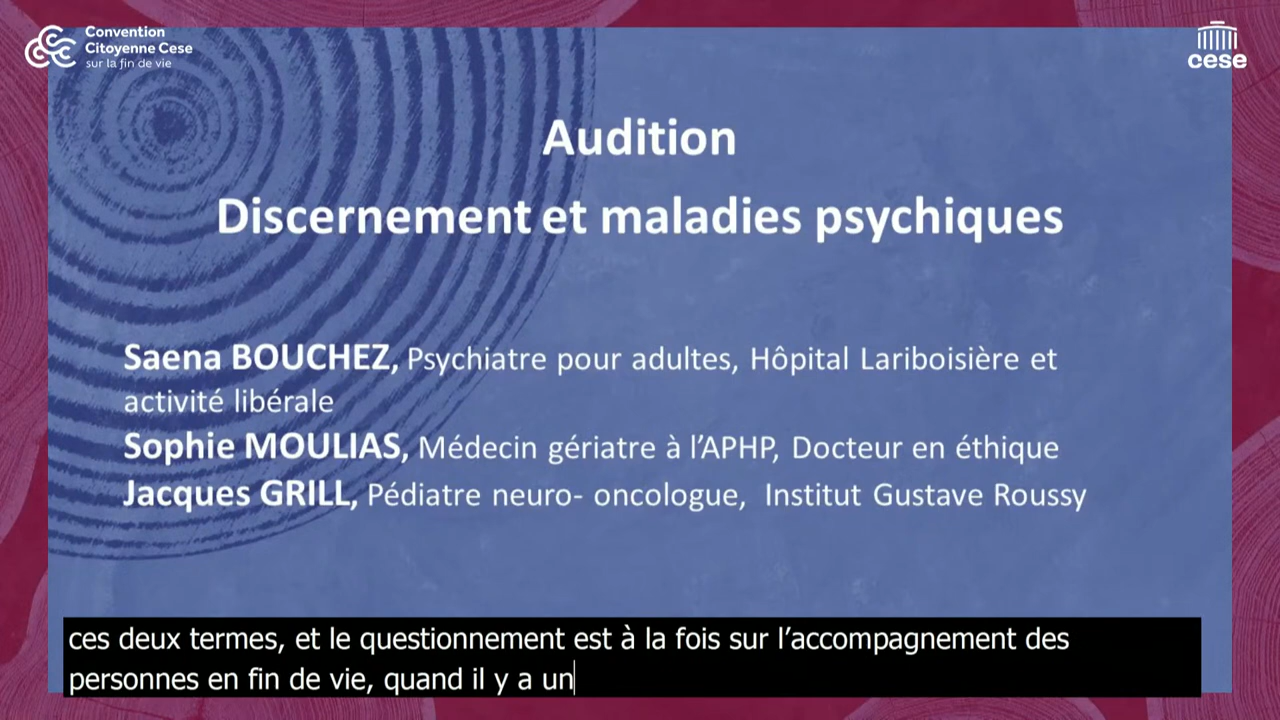 Convention
Citoyenne Cese
sur la fin de vie
cese
Audition
Discernement et maladies psychiques
Saena BOUCHEZ, Psychiatre pour adultes, Hôpital Lariboisière et
activité libérale
Sophie MOULIAS, Médecin gériatre à l'APHP, Docteur en éthique
Jacques GRILL, Pédiatre neuro- oncologue, Institut Gustave Roussy
ces deux termes, et le questionnement est à la fois sur l'accompagnement des
personnes en fin de vie, quand il y a un